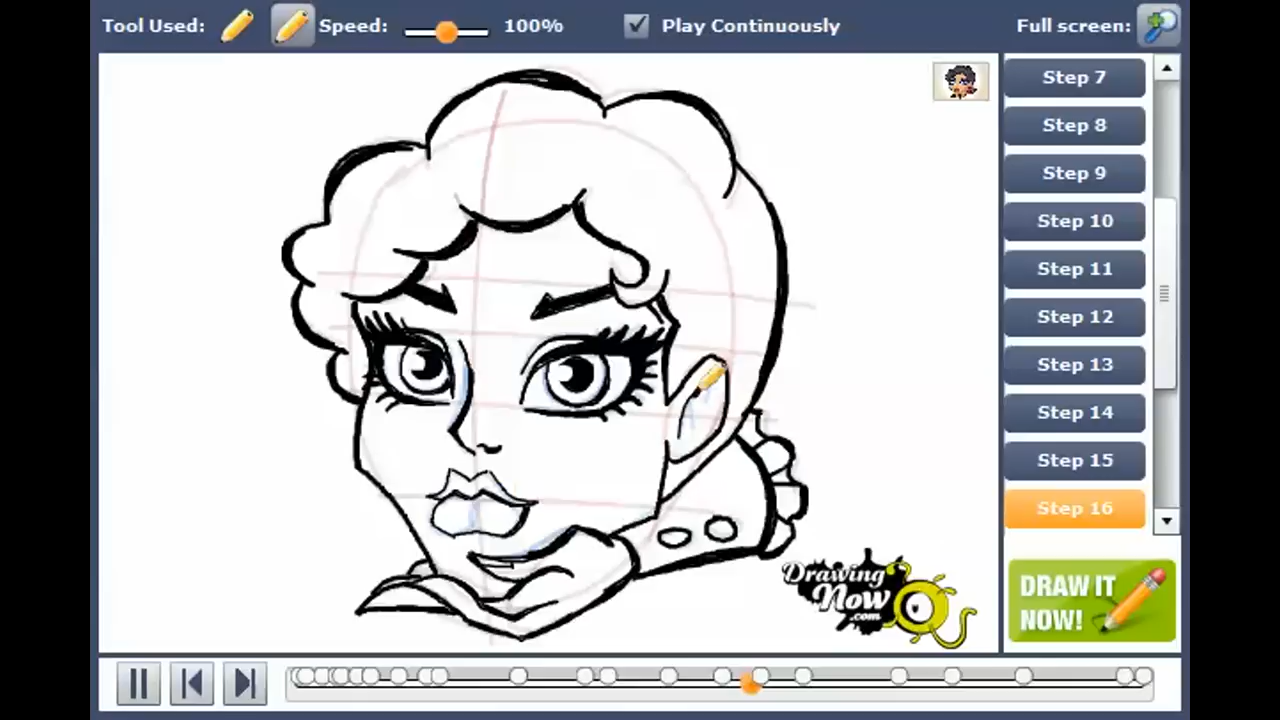 Tool Used:
Speed:
100%
Play Continuously
Full screen:
Step 7
Step 8
Step 9
Step 10
Step 11
Step 12
Step 13
Step 14
Step 15
Step 16
Drawing
Now
.com
DRAW IT
NOW!